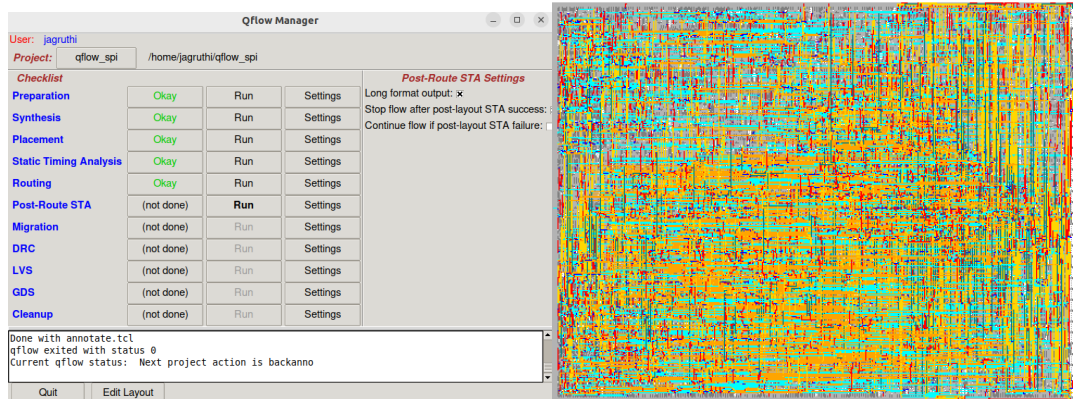 Qflow Manager
User: jagruthi
Project: qflow_spi /home/jagruthi/qflow_spi
Checklist
Preparation Okay Run Settings
Synthesis Okay Run Settings
Placement Okay Run Settings
Static Timing Analysis Okay Run Settings
Routing Okay Run Settings
Post-Route STA (not done) Run Settings
Migration (not done) Run Settings
DRC (not done) Run Settings
LVS (not done) Run Settings
GDS (not done) Run Settings
Cleanup (not done) Run Settings
Post-Route STA Settings
Long format output:
Stop flow after post-layout STA success:
Continue flow if post-layout STA failure:
Done with annotate.tcl
qflow exited with status 0
Current qflow status: Next project action is backanno
Quit Edit Layout